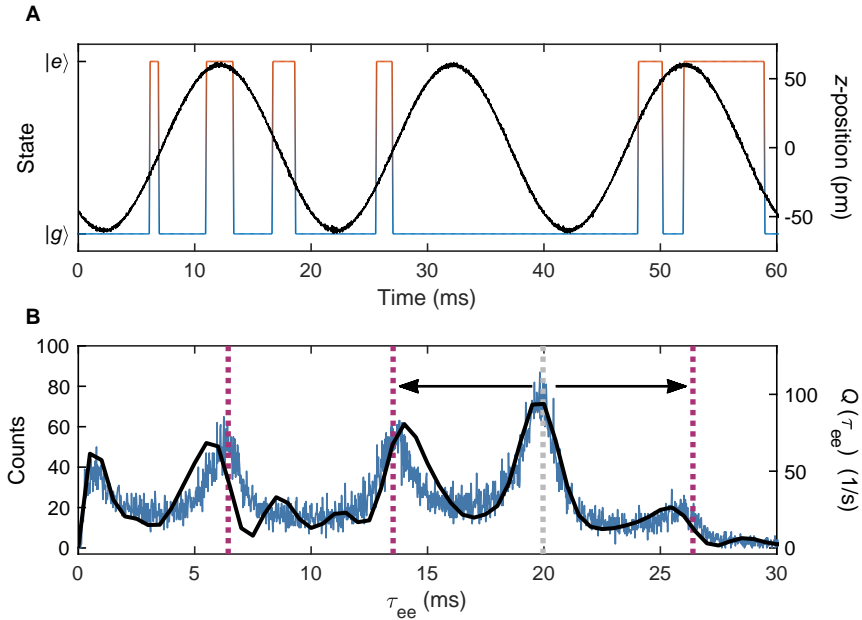 A
|e⟩
State
|g⟩
50
0
-50
z-position (pm)
0 10 20 30 40 50 60
Time (ms)
B
100
80
60
40
20
0
Counts
100
50
0
Q(τee) (1/s)
0 5 10 15 20 25 30
τee (ms)